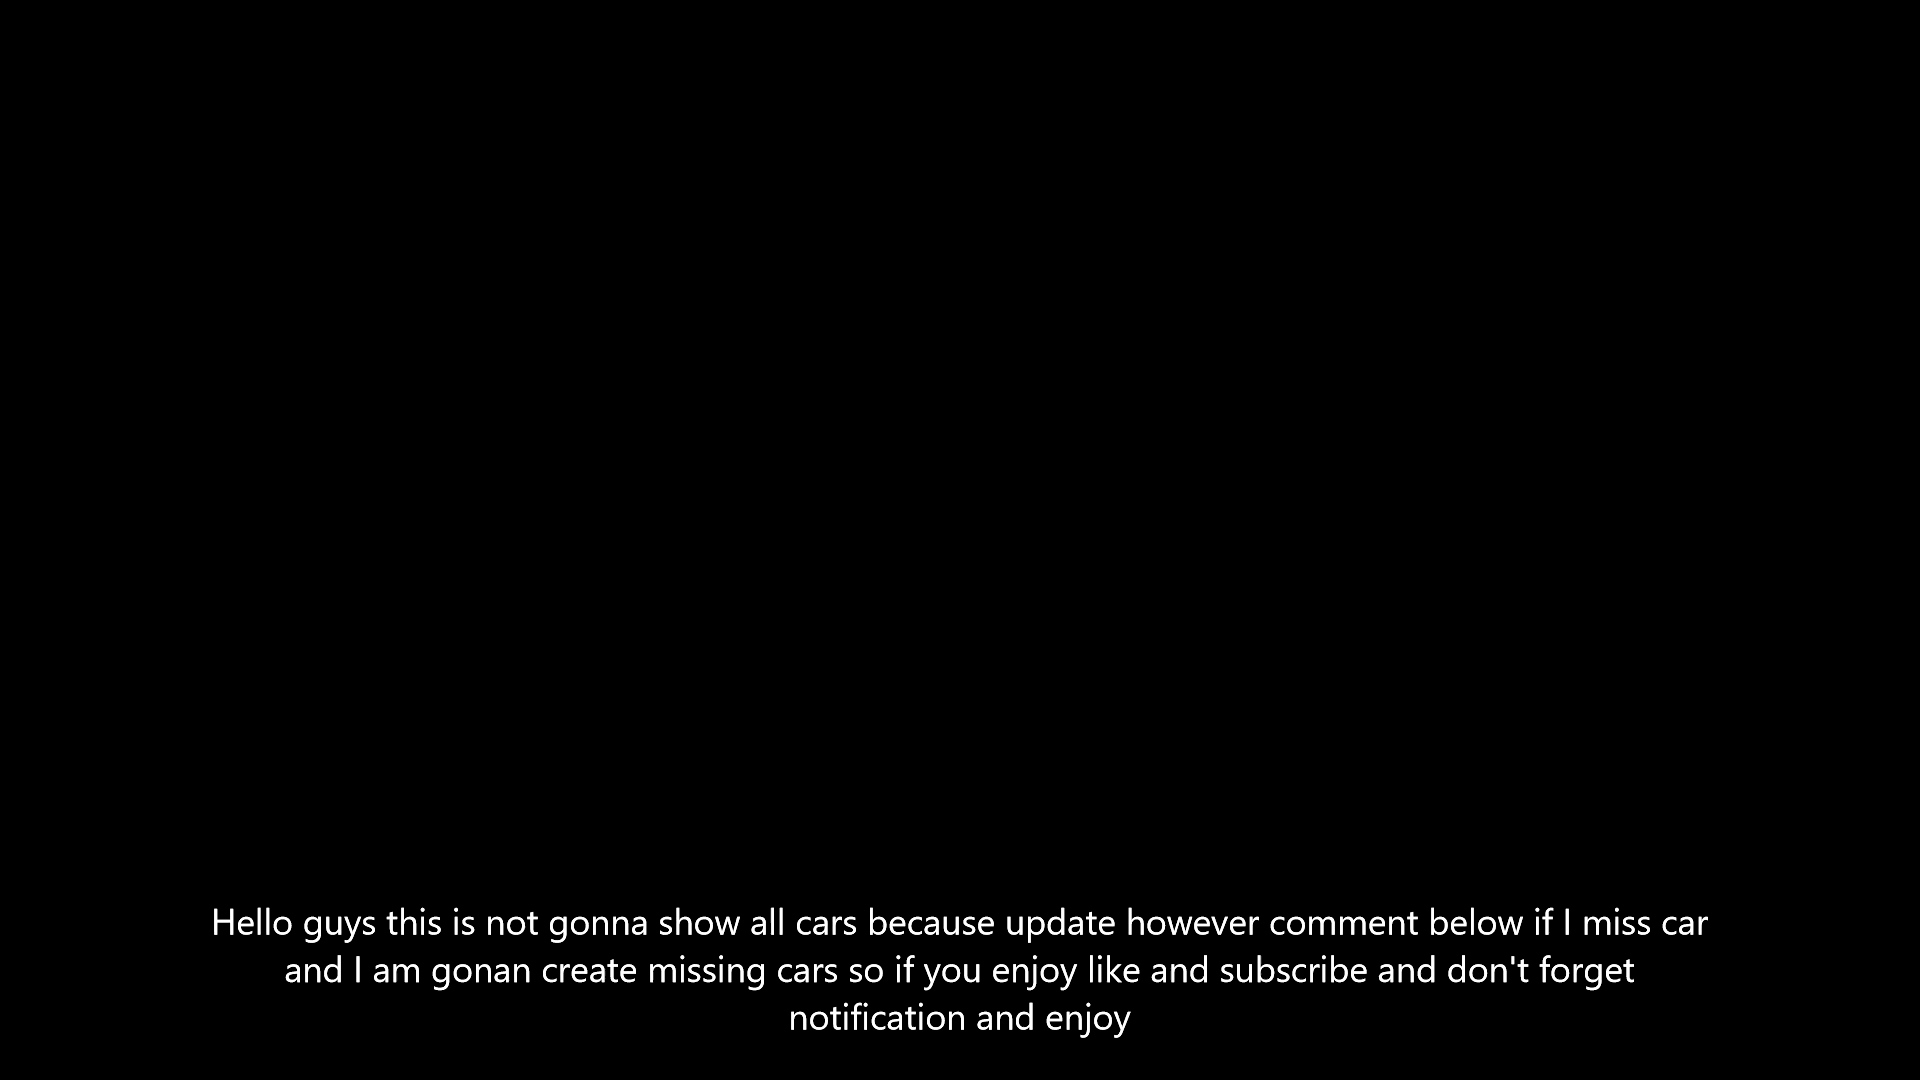 Hello guys this is not gonna show all cars because update however comment below if I miss car
and I am gonan create missing cars so if you enjoy like and subscribe and don't forget
notification and enjoy